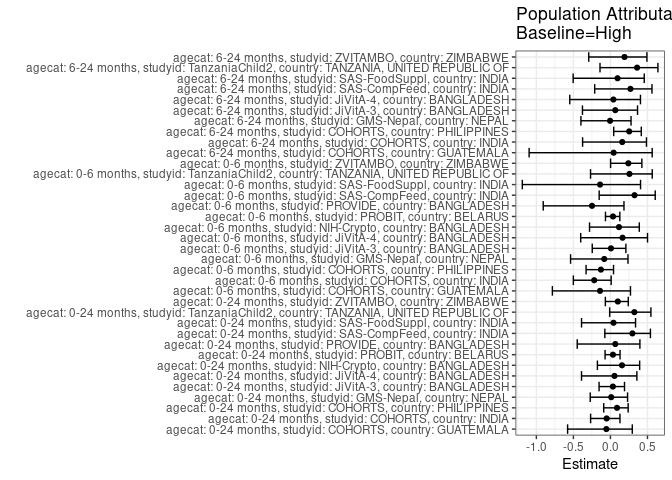 Population Attributa
Baseline=High
agecat: 6-24 months, studyid: ZVITAMBO, country: ZIMBABWE
agecat: 6-24 months, studyid: TanzaniaChild2, country: TANZANIA, UNITED REPUBLIC OF
agecat: 6-24 months, studyid: SAS-FoodSuppl, country: INDIA
agecat: 6-24 months, studyid: SAS-CompFeed, country: INDIA
agecat: 6-24 months, studyid: JiVitA-4, country: BANGLADESH
agecat: 6-24 months, studyid: JiVitA-3, country: BANGLADESH
agecat: 6-24 months, studyid: GMS-Nepal, country: NEPAL
agecat: 6-24 months, studyid: COHORTS, country: PHILIPPINES
agecat: 6-24 months, studyid: COHORTS, country: INDIA
agecat: 6-24 months, studyid: COHORTS, country: GUATEMALA
agecat: 0-6 months, studyid: ZVITAMBO, country: ZIMBABWE
agecat: 0-6 months, studyid: TanzaniaChild2, country: TANZANIA, UNITED REPUBLIC OF
agecat: 0-6 months, studyid: SAS-FoodSuppl, country: INDIA
agecat: 0-6 months, studyid: SAS-CompFeed, country: INDIA
agecat: 0-6 months, studyid: PROVIDE, country: BANGLADESH
agecat: 0-6 months, studyid: PROBIT, country: BELARUS
agecat: 0-6 months, studyid: NIH-Crypto, country: BANGLADESH
agecat: 0-6 months, studyid: JiVitA-4, country: BANGLADESH
agecat: 0-6 months, studyid: JiVitA-3, country: BANGLADESH
agecat: 0-6 months, studyid: GMS-Nepal, country: NEPAL
agecat: 0-6 months, studyid: COHORTS, country: PHILIPPINES
agecat: 0-6 months, studyid: COHORTS, country: INDIA
agecat: 0-6 months, studyid: COHORTS, country: GUATEMALA
agecat: 0-24 months, studyid: ZVITAMBO, country: ZIMBABWE
agecat: 0-24 months, studyid: TanzaniaChild2, country: TANZANIA, UNITED REPUBLIC OF
agecat: 0-24 months, studyid: SAS-FoodSuppl, country: INDIA
agecat: 0-24 months, studyid: SAS-CompFeed, country: INDIA
agecat: 0-24 months, studyid: PROVIDE, country: BANGLADESH
agecat: 0-24 months, studyid: PROBIT, country: BELARUS
agecat: 0-24 months, studyid: NIH-Crypto, country: BANGLADESH
agecat: 0-24 months, studyid: JiVitA-4, country: BANGLADESH
agecat: 0-24 months, studyid: JiVitA-3, country: BANGLADESH
agecat: 0-24 months, studyid: GMS-Nepal, country: NEPAL
agecat: 0-24 months, studyid: COHORTS, country: PHILIPPINES
agecat: 0-24 months, studyid: COHORTS, country: INDIA
agecat: 0-24 months, studyid: COHORTS, country: GUATEMALA
-1.0 -0.5 0.0 0.5
Estimate